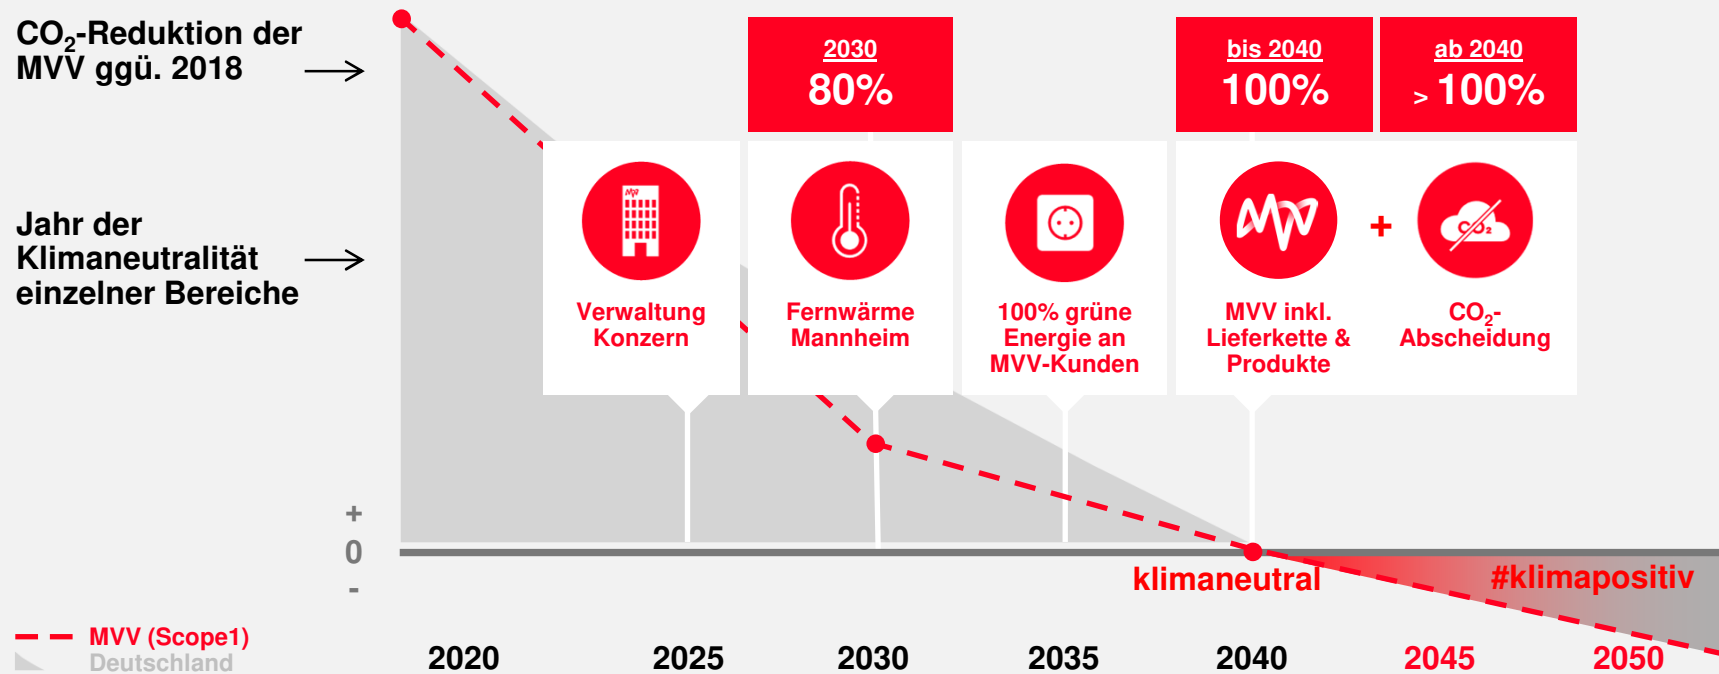 CO₂-Reduktion der
MVV ggü. 2018
2030
80%
bis 2040
100%
ab 2040
> 100%
Jahr der
Klimaneutralität
einzelner Bereiche
Verwaltung
Konzern
Fernwärme
Mannheim
100% grüne
Energie an
MVV-Kunden
MVV
MVV inkl.
Lieferkette &
Produkte
+
CO₂
CO₂-
Abscheidung
+
0
-
klimaneutral
#klimapositiv
MVV (Scope1)
Deutschland
2020
2025
2030
2035
2040
2045
2050